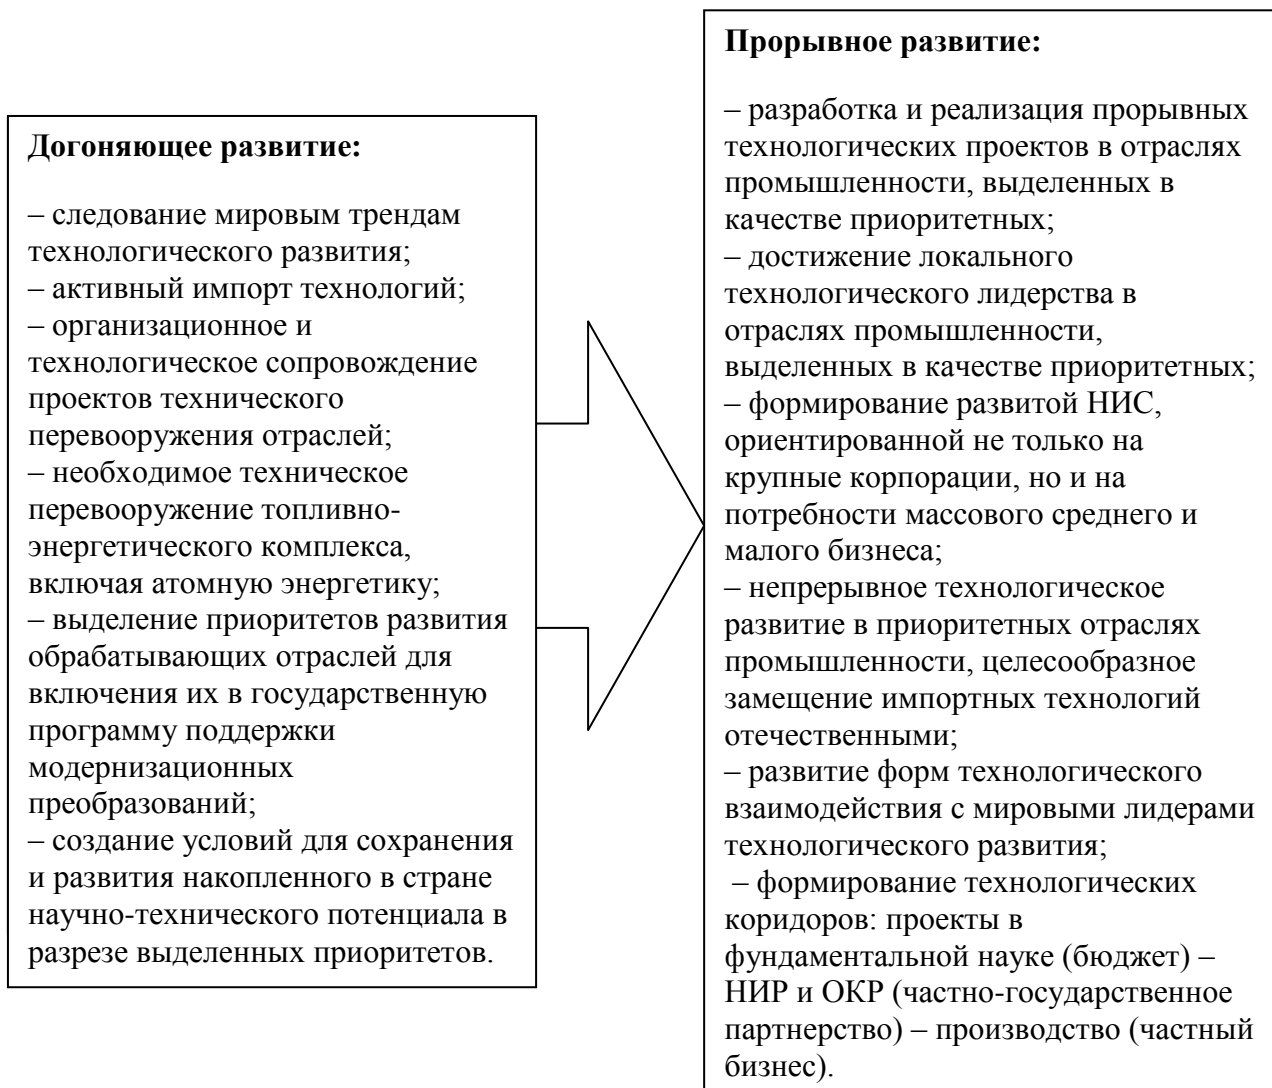 Догоняющее развитие:
– следование мировым трендам
технологического развития;
– активный импорт технологий;
– организационное и
технологическое сопровождение
проектов технического
перевооружения отраслей;
– необходимое техническое
перевооружение топливно-
энергетического комплекса,
включая атомную энергетику;
– выделение приоритетов развития
обрабатывающих отраслей для
включения их в государственную
программу поддержки
модернизационных
преобразований;
– создание условий для сохранения
и развития накопленного в стране
научно-технического потенциала в
разрезе выделенных приоритетов.
Прорывное развитие:
– разработка и реализация прорывных
технологических проектов в отраслях
промышленности, выделенных в
качестве приоритетных;
– достижение локального
технологического лидерства в
отраслях промышленности,
выделенных в качестве приоритетных;
– формирование развитой НИС,
ориентированной не только на
крупные корпорации, но и на
потребности массового среднего и
малого бизнеса;
– непрерывное технологическое
развитие в приоритетных отраслях
промышленности, целесообразное
замещение импортных технологий
отечественными;
– развитие форм технологического
взаимодействия с мировыми лидерами
технологического развития;
– формирование технологических
коридоров: проекты в
фундаментальной науке (бюджет) –
НИР и ОКР (частно-государственное
партнерство) – производство (частный
бизнес).